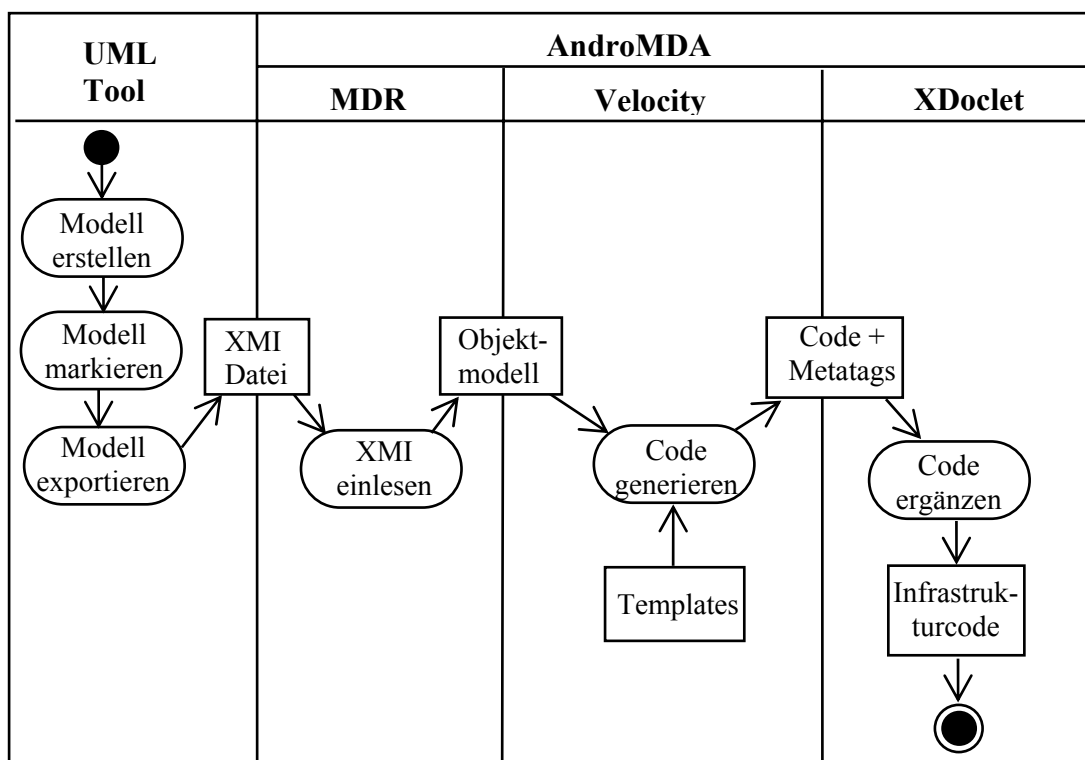 UML
Tool
AndroMDA
MDR
Velocity
XDoclet
Modell
erstellen
Modell
markieren
Modell
exportieren
XMI
Datei
XMI
einlesen
Objekt-
modell
Code
generieren
Templates
Code +
Metatags
Code
ergänzen
Infrastruk-
turcode